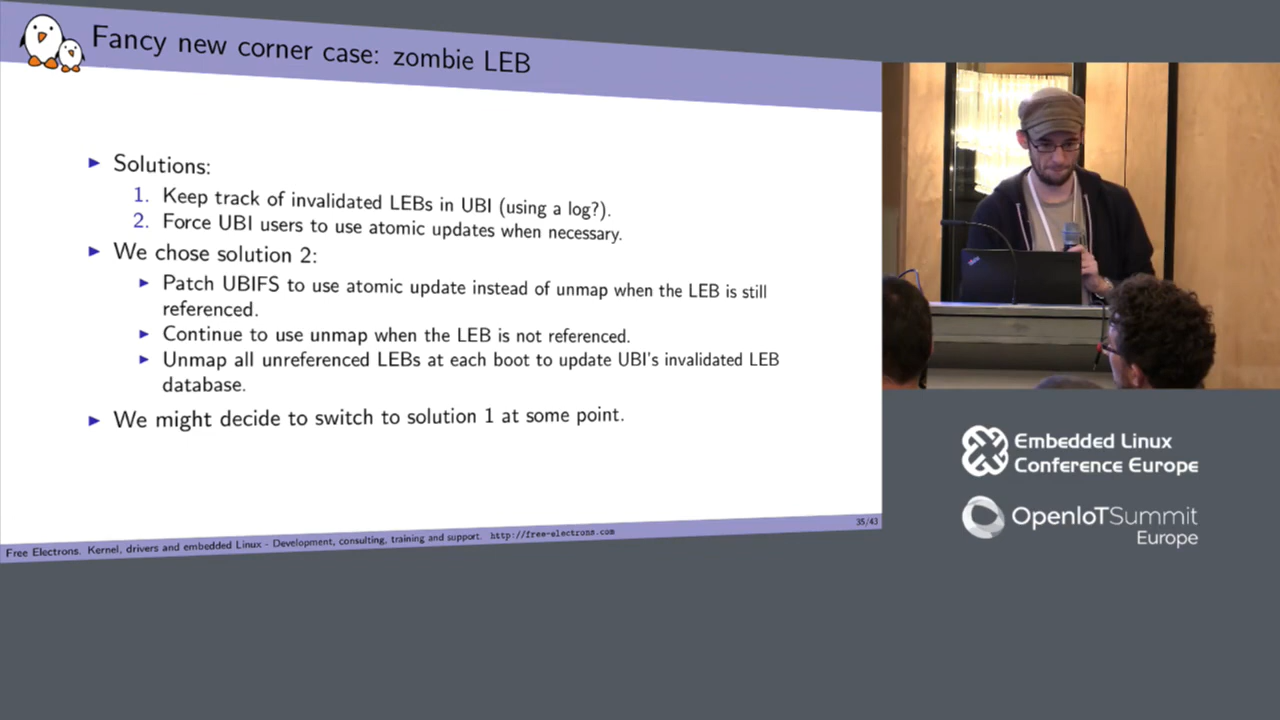 Fancy new corner case: zombie LEB
▶ Solutions:
1. Keep track of invalidated LEBs in UBI (using a log?).
2. Force UBI users to use atomic updates when necessary.
▶ We chose solution 2:
▶ Patch UBIFS to use atomic update instead of unmap when the LEB is still
referenced.
▶ Continue to use unmap when the LEB is not referenced.
▶ Unmap all unreferenced LEBs at each boot to update UBI's invalidated LEB
database.
▶ We might decide to switch to solution 1 at some point.
Free Electrons. Kernel, drivers and embedded Linux - Development, consulting, training and support. http://free-electrons.com
35/43
Embedded Linux
Conference Europe
OpenIoTSummit
Europe